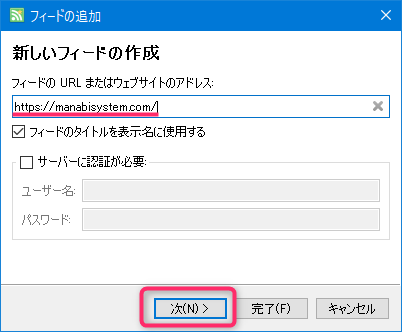 フィードの追加
新しいフィードの作成
フィードの URL またはウェブサイトのアドレス:
https://manabisystem.com/
フィードのタイトルを表示名に使用する
サーバーに認証が必要:
ユーザー名:
パスワード:
次(N) >
完了(F)
キャンセル